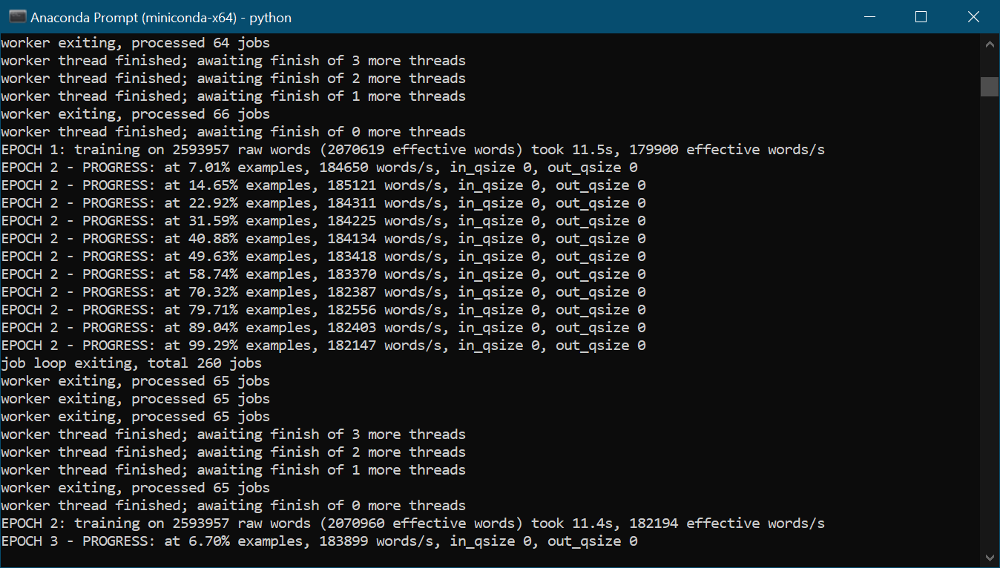 Anaconda Prompt (miniconda-x64) - python
worker exiting, processed 64 jobs
worker thread finished; awaiting finish of 3 more threads
worker thread finished; awaiting finish of 2 more threads
worker thread finished; awaiting finish of 1 more threads
worker exiting, processed 66 jobs
worker thread finished; awaiting finish of 0 more threads
EPOCH 1: training on 2593957 raw words (2070619 effective words) took 11.5s, 179900 effective words/s
EPOCH 2 - PROGRESS: at 7.01% examples, 184650 words/s, in_qsize 0, out_qsize 0
EPOCH 2 - PROGRESS: at 14.65% examples, 185121 words/s, in_qsize 0, out_qsize 0
EPOCH 2 - PROGRESS: at 22.92% examples, 184311 words/s, in_qsize 0, out_qsize 0
EPOCH 2 - PROGRESS: at 31.59% examples, 184225 words/s, in_qsize 0, out_qsize 0
EPOCH 2 - PROGRESS: at 40.88% examples, 184134 words/s, in_qsize 0, out_qsize 0
EPOCH 2 - PROGRESS: at 49.63% examples, 183418 words/s, in_qsize 0, out_qsize 0
EPOCH 2 - PROGRESS: at 58.74% examples, 183370 words/s, in_qsize 0, out_qsize 0
EPOCH 2 - PROGRESS: at 70.32% examples, 182387 words/s, in_qsize 0, out_qsize 0
EPOCH 2 - PROGRESS: at 79.71% examples, 182556 words/s, in_qsize 0, out_qsize 0
EPOCH 2 - PROGRESS: at 89.04% examples, 182403 words/s, in_qsize 0, out_qsize 0
EPOCH 2 - PROGRESS: at 99.29% examples, 182147 words/s, in_qsize 0, out_qsize 0
job loop exiting, total 260 jobs
worker exiting, processed 65 jobs
worker exiting, processed 65 jobs
worker exiting, processed 65 jobs
worker thread finished; awaiting finish of 3 more threads
worker thread finished; awaiting finish of 2 more threads
worker thread finished; awaiting finish of 1 more threads
worker exiting, processed 65 jobs
worker thread finished; awaiting finish of 0 more threads
EPOCH 2: training on 2593957 raw words (2070960 effective words) took 11.4s, 182194 effective words/s
EPOCH 3 - PROGRESS: at 6.70% examples, 183899 words/s, in_qsize 0, out_qsize 0